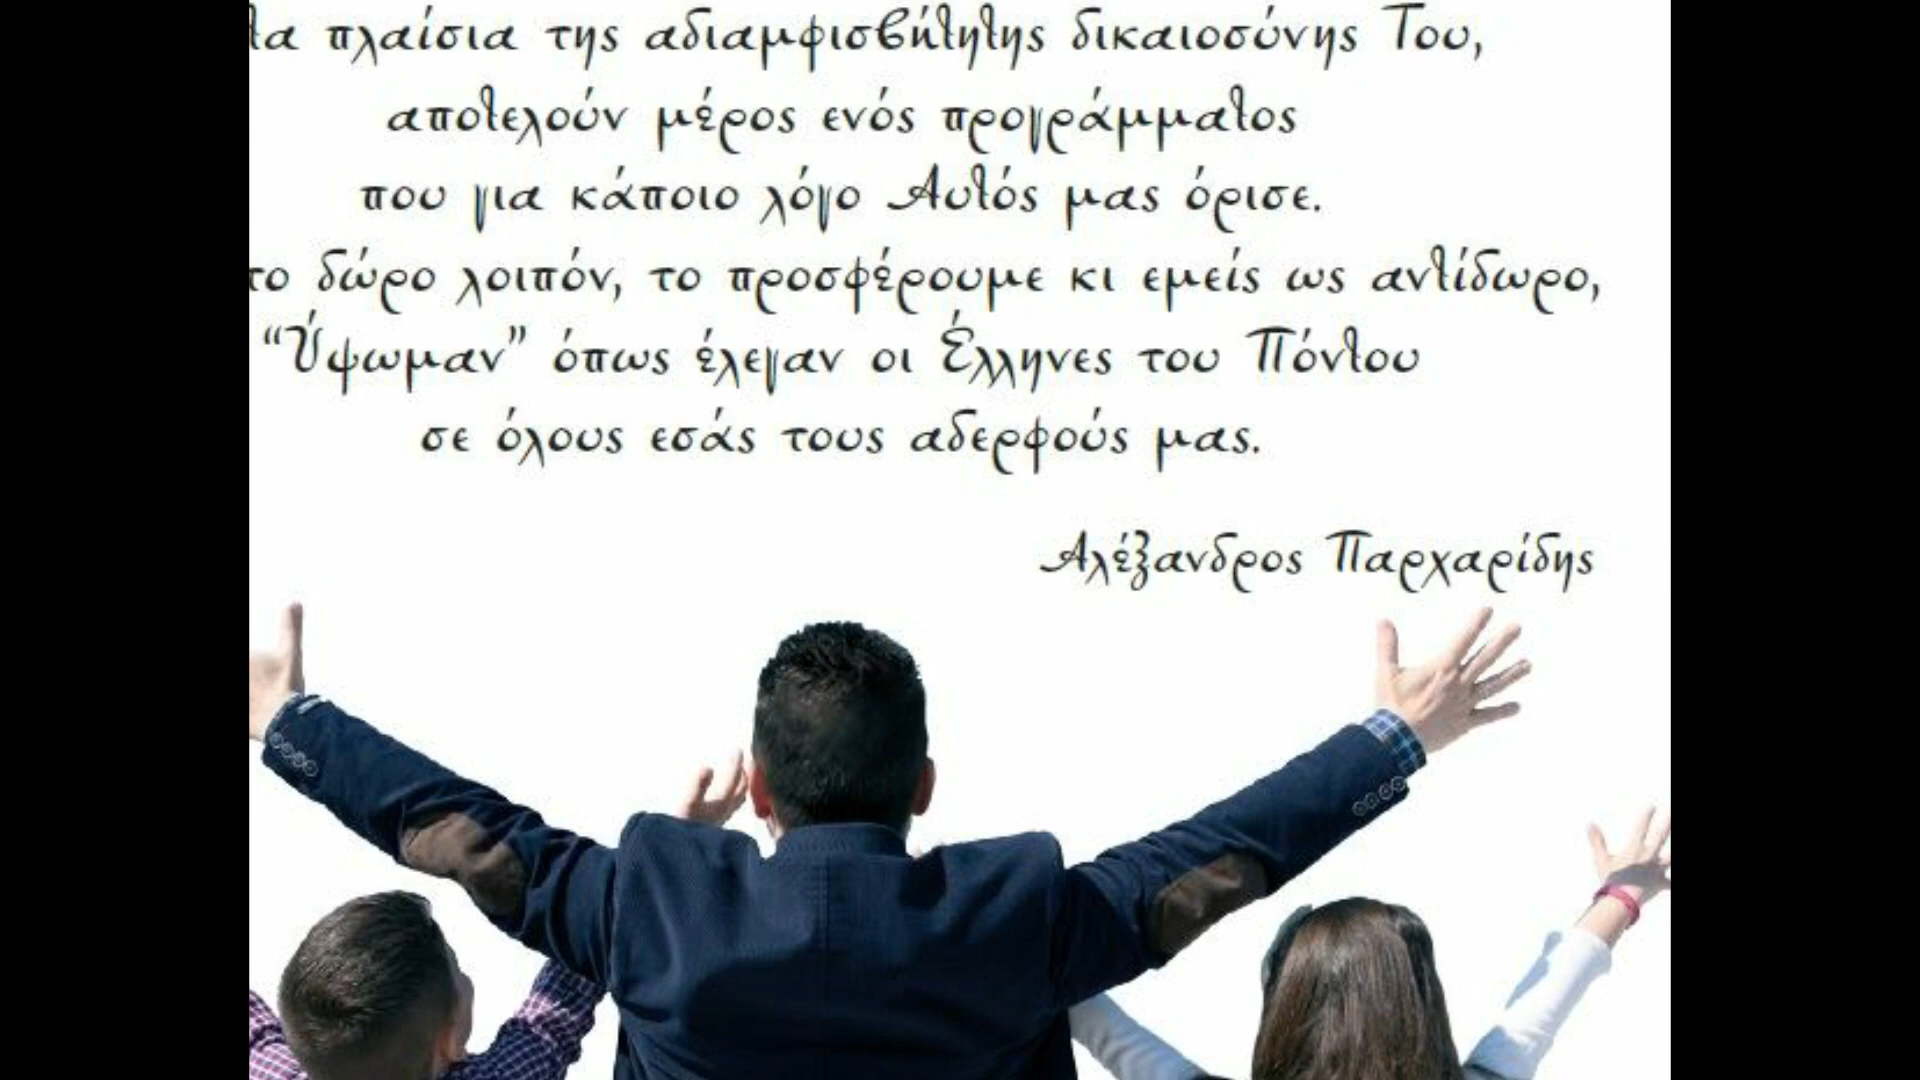 πλαίσια της αδιαμφισβήτητης δικαιοσύνης Του,
αποτελούν μέρος ενός προγράμματος
που για κάποιο λόγο Αυτός μας όρισε.
το δώρο λοιπόν, το προσφέρουμε κι εμείς ως αντίδωρο,
“Ύψωμαν” όπως έλεγαν οι Έλληνες του Πόντου
σε όλους εσάς τους αδερφούς μας.
Αλέξανδρος Παρχαρίδης